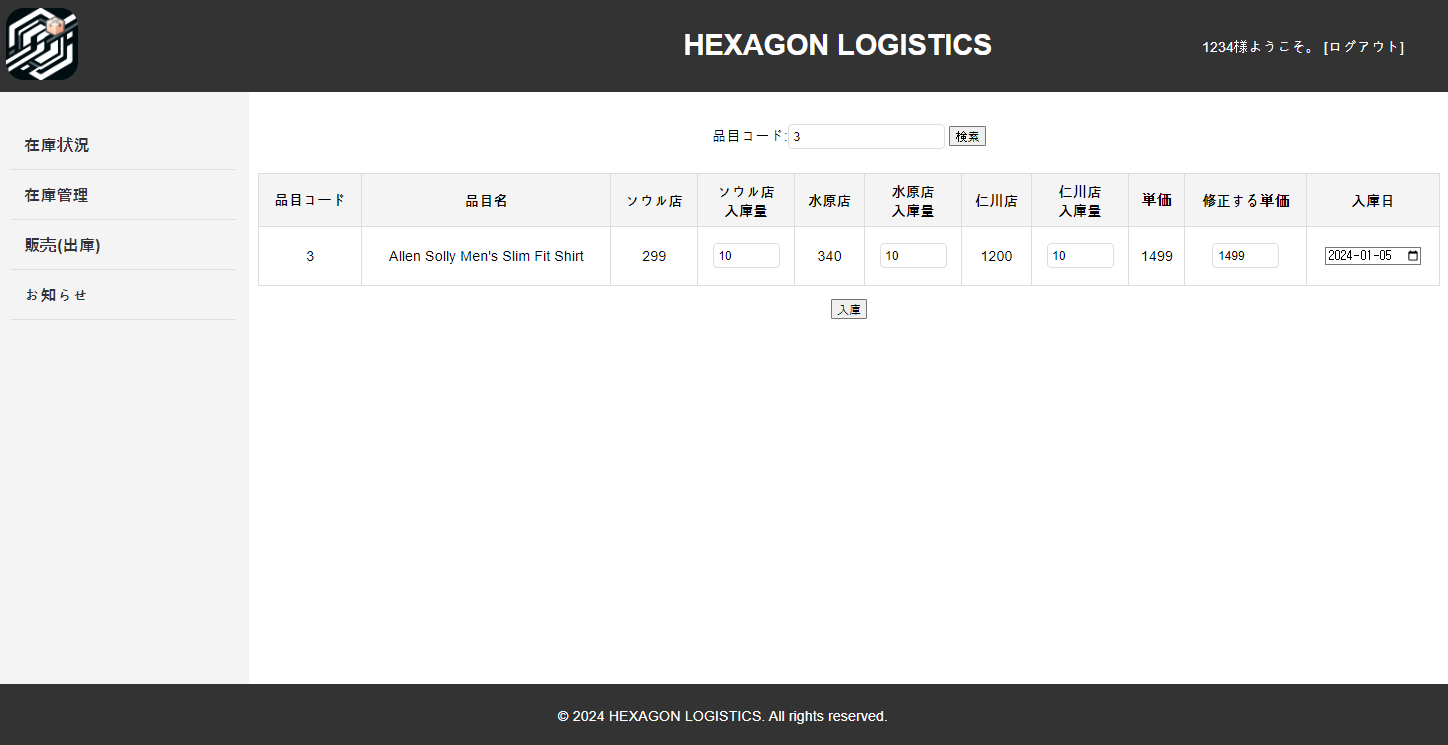 HEXAGON LOGISTICS
1234様ようこそ。 [ログアウト]
在庫状況
在庫管理
販売(出庫)
お知らせ
品目コード: 3 検索
品目コード 品目名 ソウル店 ソウル店 水原店 水原店 仁川店 仁川店 単価 修正する単価 入庫日
入庫量 入庫量 入庫量
3 Allen Solly Men's Slim Fit Shirt 299 10 340 10 1200 10 1499 1499 2024-01-05
入庫
© 2024 HEXAGON LOGISTICS. All rights reserved.